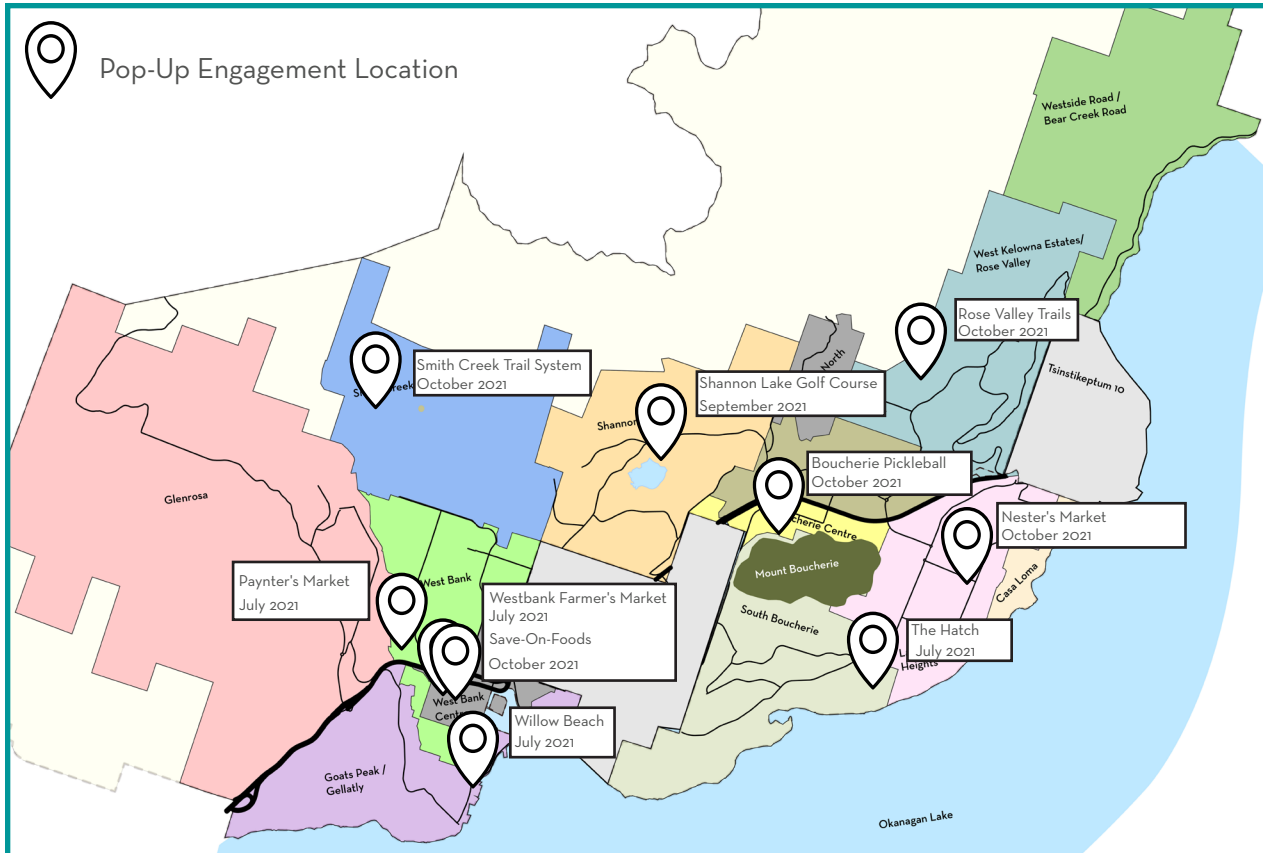 Pop-Up Engagement Location
Westside Road /
Bear Creek Road
West Kelowna Estates/
Rose Valley
Rose Valley Trails
October 2021
Tsinstikeptum 10
North
Smith Creek Trail System
October 2021
Shannon Lake Golf Course
September 2021
Boucherie Pickleball
October 2021
Glenrosa
Nester's Market
October 2021
Centre
Mount Boucherie
Casa Loma
Paynter's Market
July 2021
West Bank
Westbank Farmer's Market
July 2021
Save-On-Foods
October 2021
South Boucherie
The Hatch
July 2021
Heights
West Bank
Willow Beach
July 2021
Goats Peak /
Gellatly
Okanagan Lake